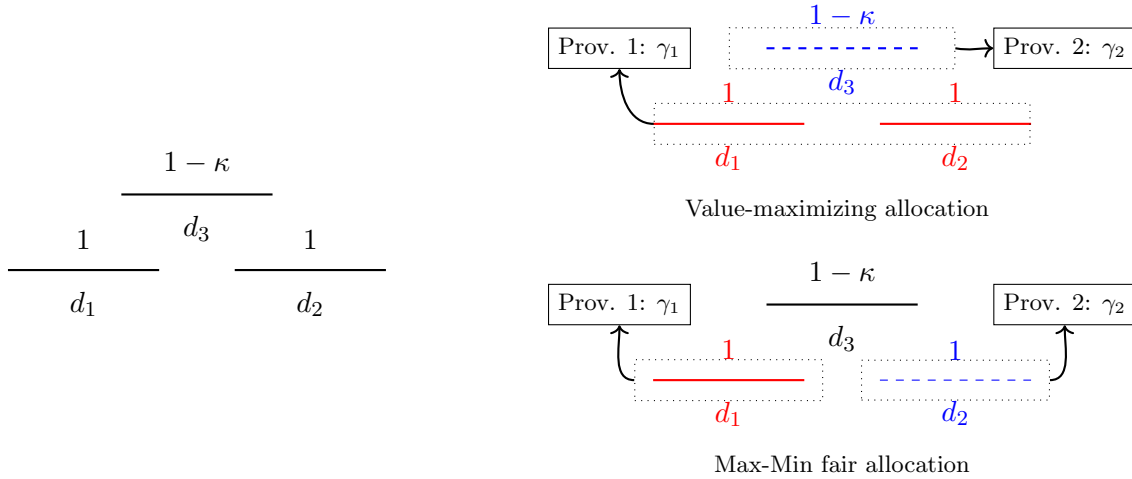 1 − κ
d₃
1
1
d₁
d₂
1 − κ
Prov. 1: γ₁
Prov. 2: γ₂
d₃
1
1
d₁
d₂
Value-maximizing allocation
1 − κ
Prov. 1: γ₁
Prov. 2: γ₂
d₃
1
1
d₁
d₂
Max-Min fair allocation